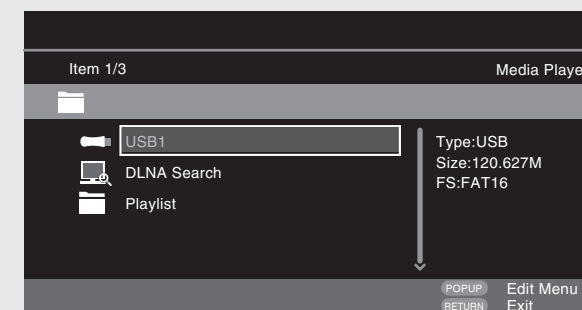 Item 1/3 Media Playe
USB1 Type:USB
DLNA Search Size:120.627M
Playlist FS:FAT16
POPUP Edit Menu
RETURN Exit